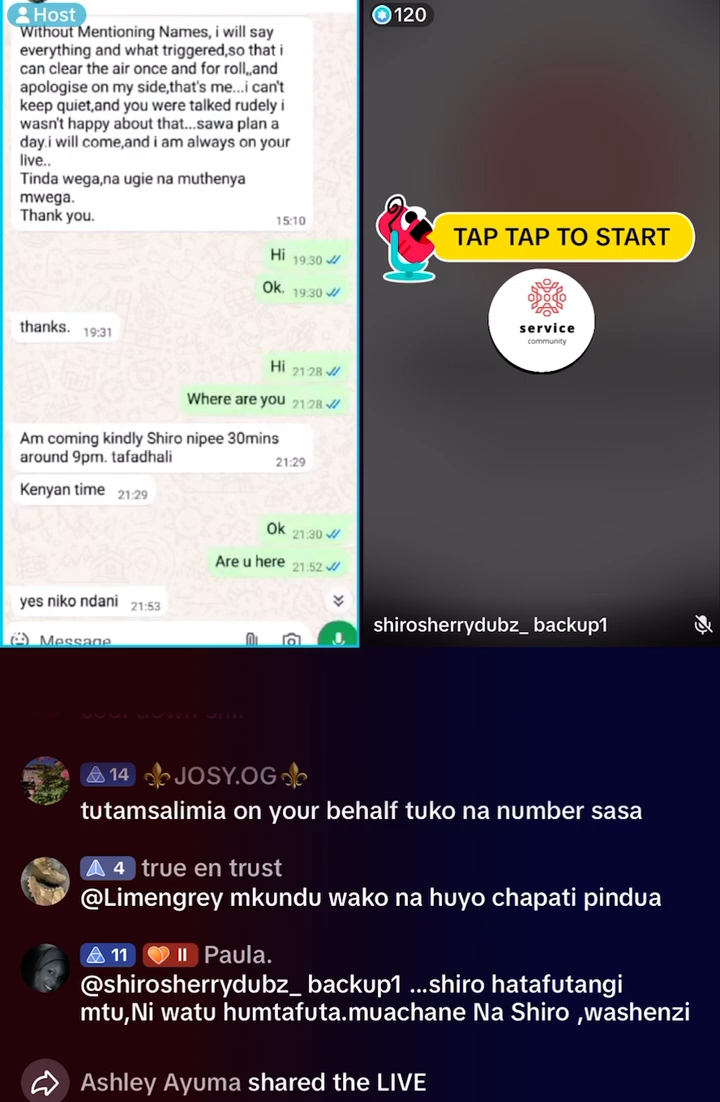 Host
Without Mentioning Names, i will say
everything and what triggered,so that i
can clear the air once and for roll,,and
apologise on my side,that's me...i can't
keep quiet,and you were talked rudely i
wasn't happy about that...sawa plan a
day.i will come,and i am always on your
live..
Tinda wega,na ugie na muthenya
mwega.
Thank you.
15:10
Hi 19:30
Ok. 19:30
thanks. 19:31
Hi 21:28
Where are you 21:28
Am coming kindly Shiro nipee 30mins
around 9pm. tafadhali
21:29
Kenyan time 21:29
Ok 21:30
Are u here 21:52
yes niko ndani 21:53
Message
120
TAP TAP TO START
service
community
shirosherrydubz_ backup1
14 ⚜JOSY.OG⚜
tutamsalimia on your behalf tuko na number sasa
4 true en trust
@Limengrey mkundu wako na huyo chapati pindua
11 II Paula.
@shirosherrydubz_ backup1 ...shiro hatafutangi
mtu,Ni watu humtafuta.muachane Na Shiro ,washenzi
Ashley Ayuma shared the LIVE